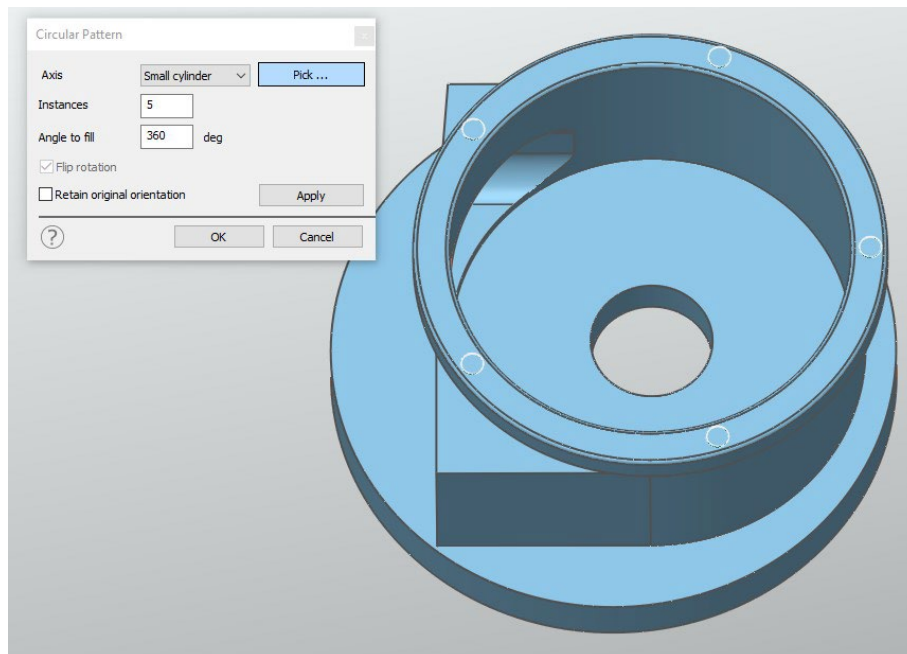 Circular Pattern
x
Axis Small cylinder Pick ...
Instances 5
Angle to fill 360 deg
Flip rotation
Retain original orientation Apply
? OK Cancel